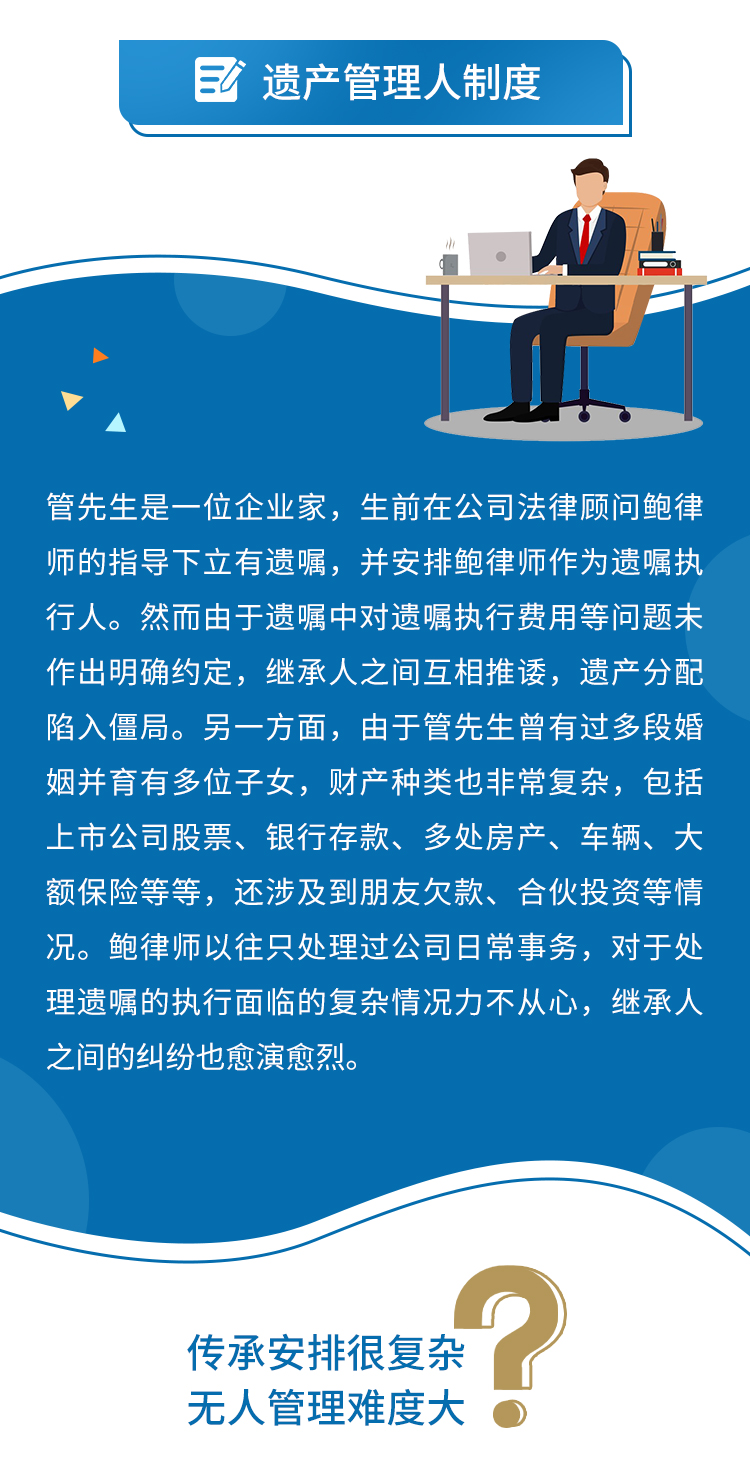 遗产管理人制度
管先生是一位企业家，生前在公司法律顾问鲍律
师的指导下立有遗嘱，并安排鲍律师作为遗嘱执
行人。然而由于遗嘱中对遗嘱执行费用等问题未
作出明确约定，继承人之间互相推诿，遗产分配
陷入僵局。另一方面，由于管先生曾有过多段婚
姻并育有多位子女，财产种类也非常复杂，包括
上市公司股票、银行存款、多处房产、车辆、大
额保险等等，还涉及到朋友欠款、合伙投资等情
况。鲍律师以往只处理过公司日常事务，对于处
理遗嘱的执行面临的复杂情况力不从心，继承人
之间的纠纷也愈演愈烈。
传承安排很复杂
无人管理难度大
?